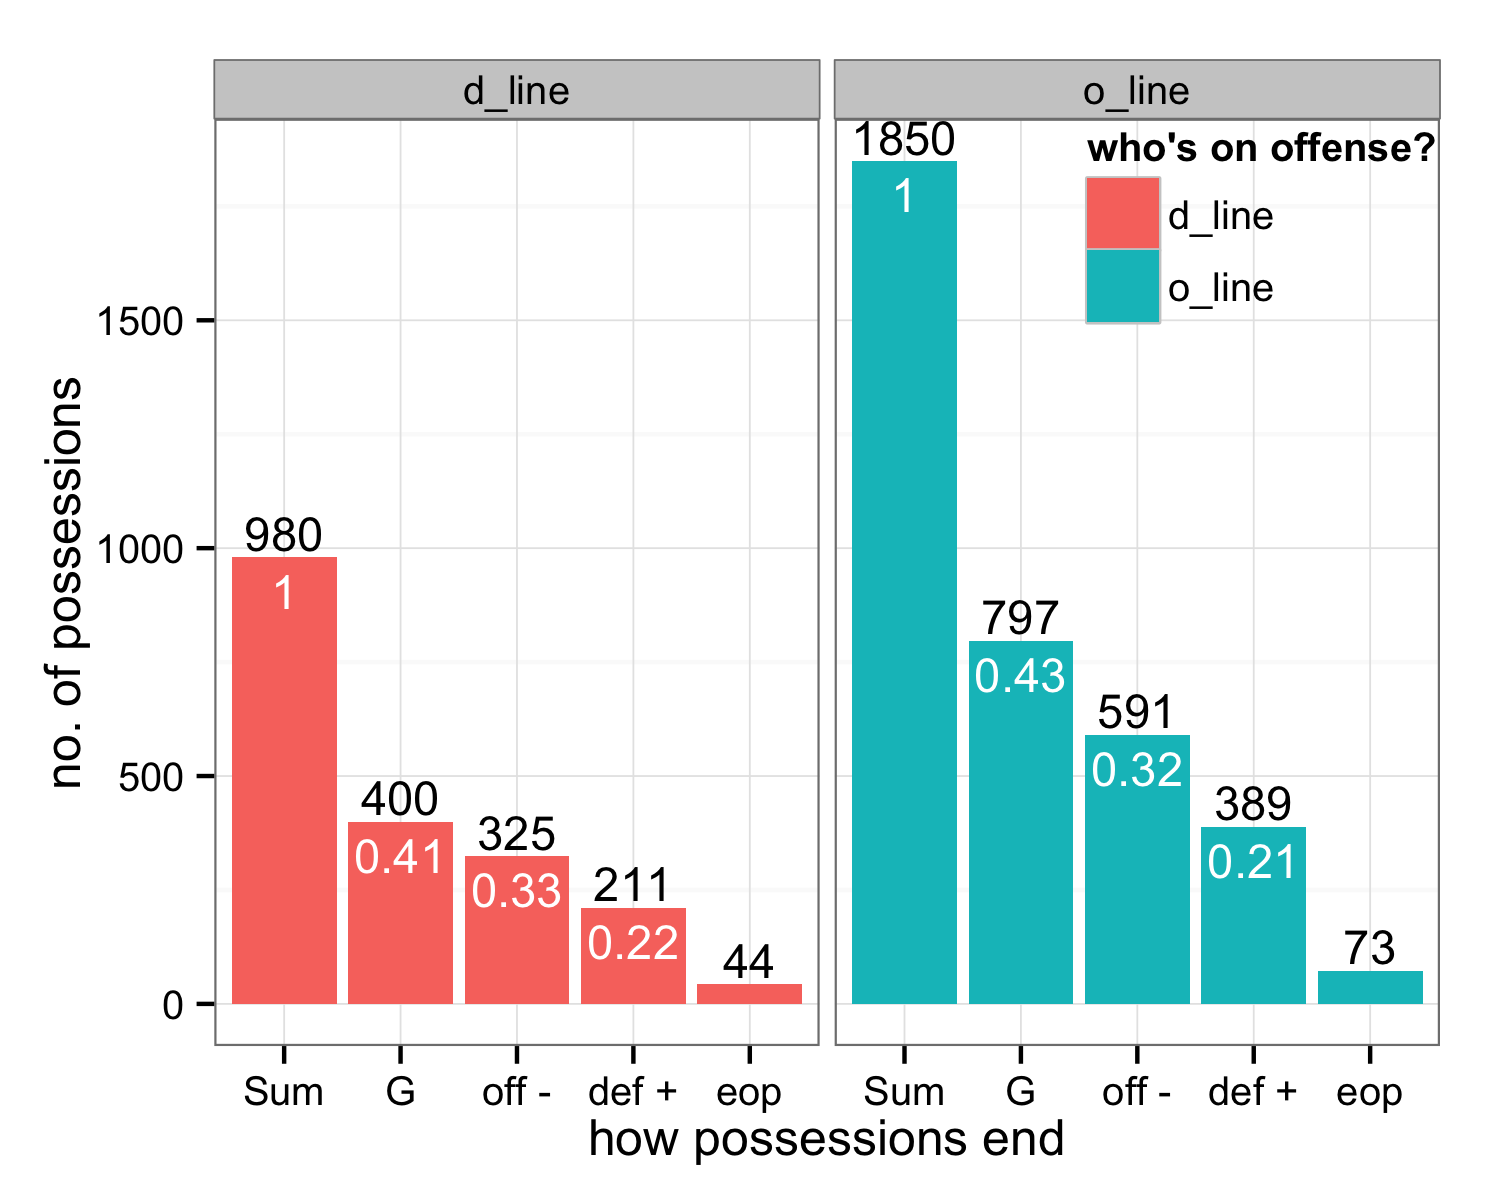 d_line
o_line
who's on offense?
d_line
o_line
no. of possessions
1500
1000
500
0
980
1
400
0.41
325
0.33
211
0.22
44
1850
1
797
0.43
591
0.32
389
0.21
73
Sum G off - def + eop
Sum G off - def + eop
how possessions end